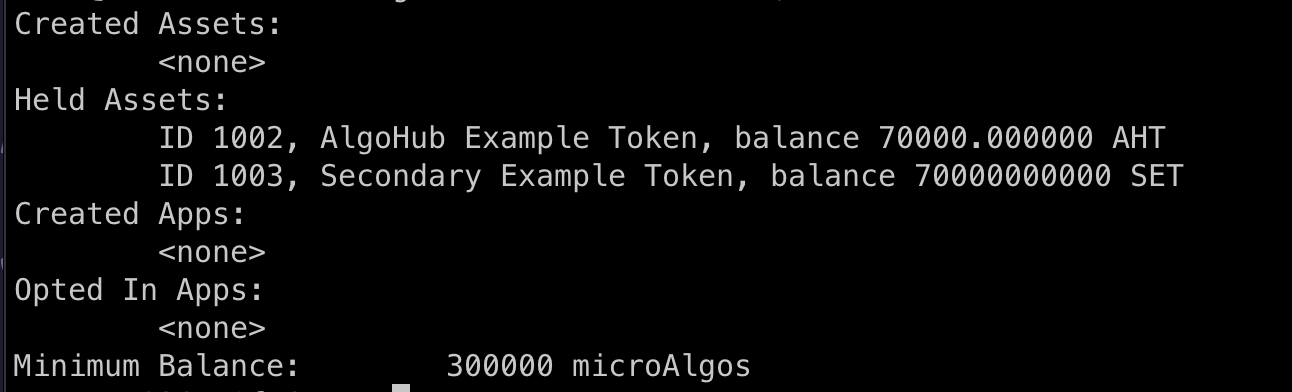 Created Assets:
<none>
Held Assets:
ID 1002, AlgoHub Example Token, balance 70000.000000 AHT
ID 1003, Secondary Example Token, balance 70000000000 SET
Created Apps:
<none>
Opted In Apps:
<none>
Minimum Balance: 300000 microAlgos